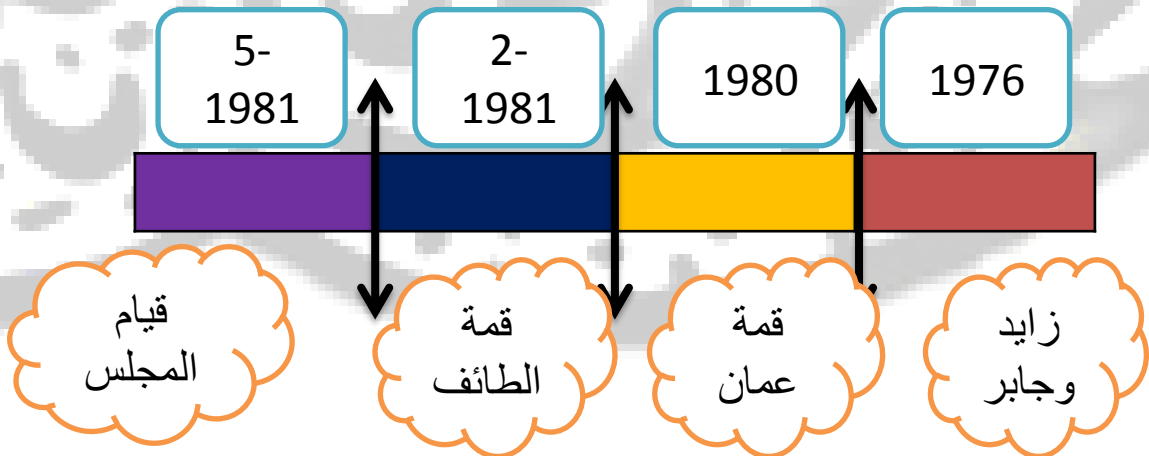 1976
1980
2-
1981
5-
1981
زايد
وجابر
قمة
عمان
قمة
الطائف
قيام
المجلس